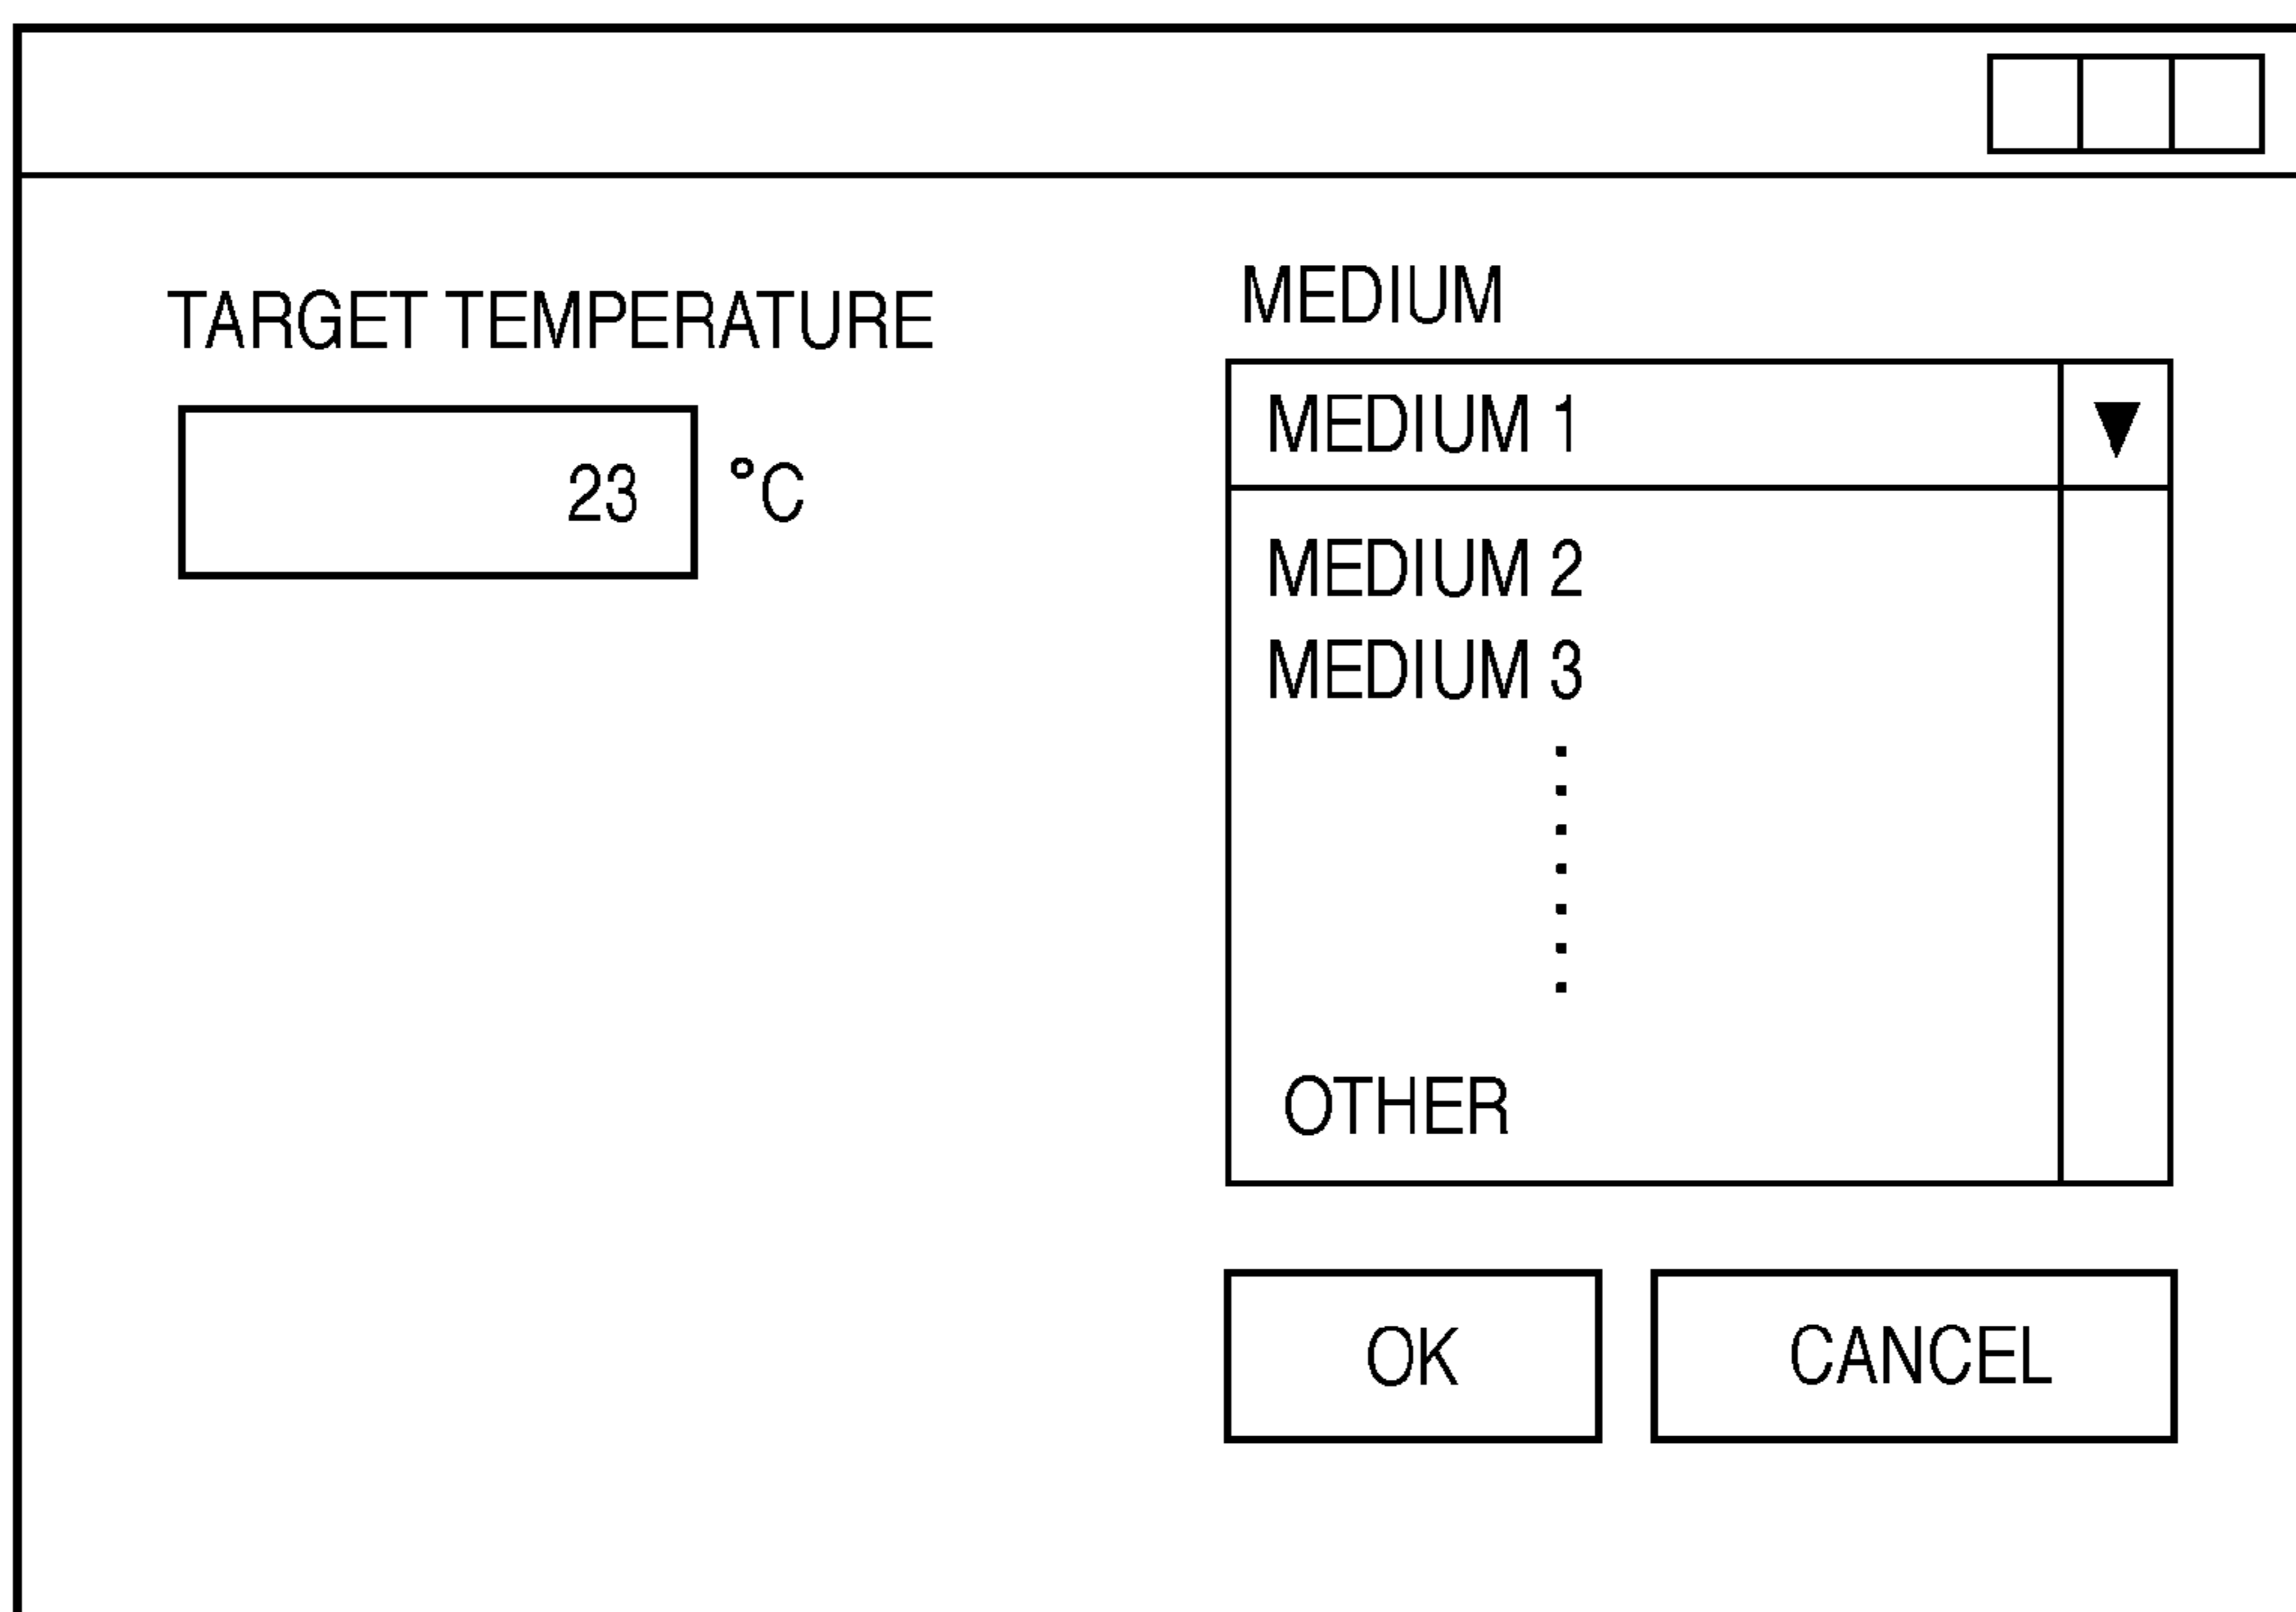 TARGET TEMPERATURE
23 °C
MEDIUM
MEDIUM 1
MEDIUM 2
MEDIUM 3
OTHER
OK
CANCEL